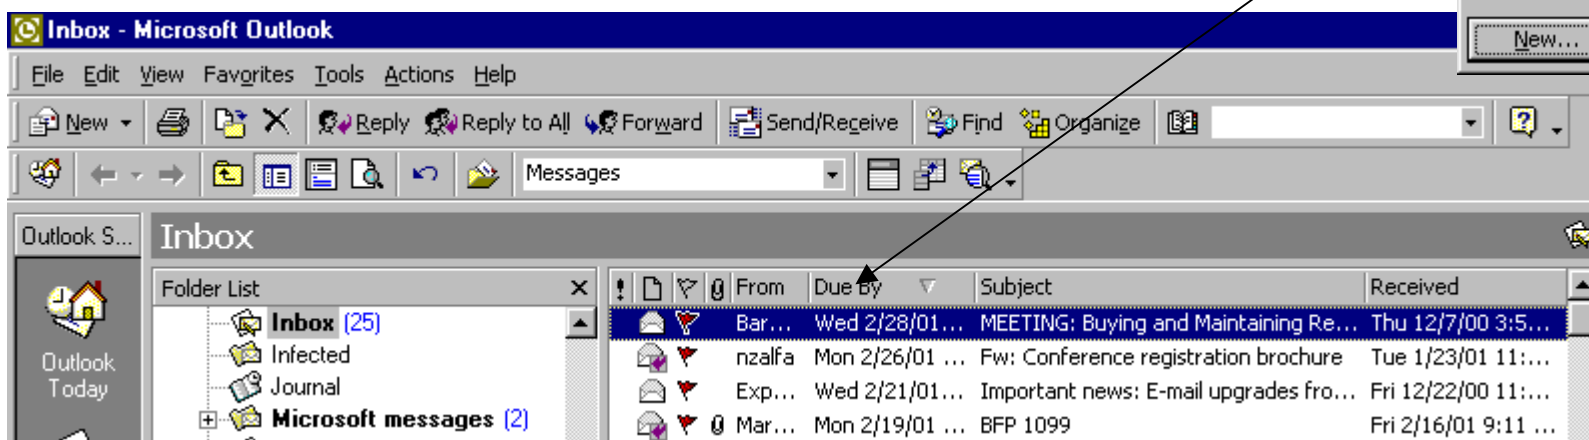 Inbox - Microsoft Outlook
New...
File Edit View Favorites Tools Actions Help
New Reply Reply to All Forward Send/Receive Find Organize
Messages
Outlook S... Inbox
Folder List
Inbox (25)
Infected
Journal
Microsoft messages (2)
Outlook
Today
From Due By Subject Received
Bar... Wed 2/28/01... MEETING: Buying and Maintaining Re... Thu 12/7/00 3:5...
nzalfa Mon 2/26/01 ... Fw: Conference registration brochure Tue 1/23/01 11:...
Exp... Wed 2/21/01... Important news: E-mail upgrades fro... Fri 12/22/00 11:...
Mar... Mon 2/19/01 ... BFP 1099 Fri 2/16/01 9:11 ...